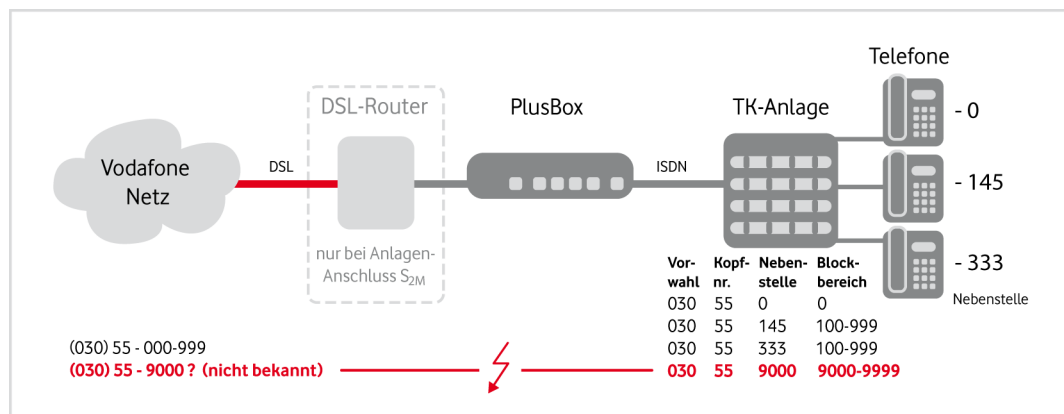 Telefone
DSL-Router
PlusBox
TK-Anlage
- 0
Vodafone
Netz
DSL
ISDN
- 145
nur bei Anlagen-
Anschluss S2M
- 333
Nebenstelle
Vor- Kopf- Neben- Block-
wahl nr. stelle bereich
030 55 0 0
030 55 145 100-999
030 55 333 100-999
030 55 9000 9000-9999
(030) 55 - 000-999
(030) 55 - 9000 ? (nicht bekannt)